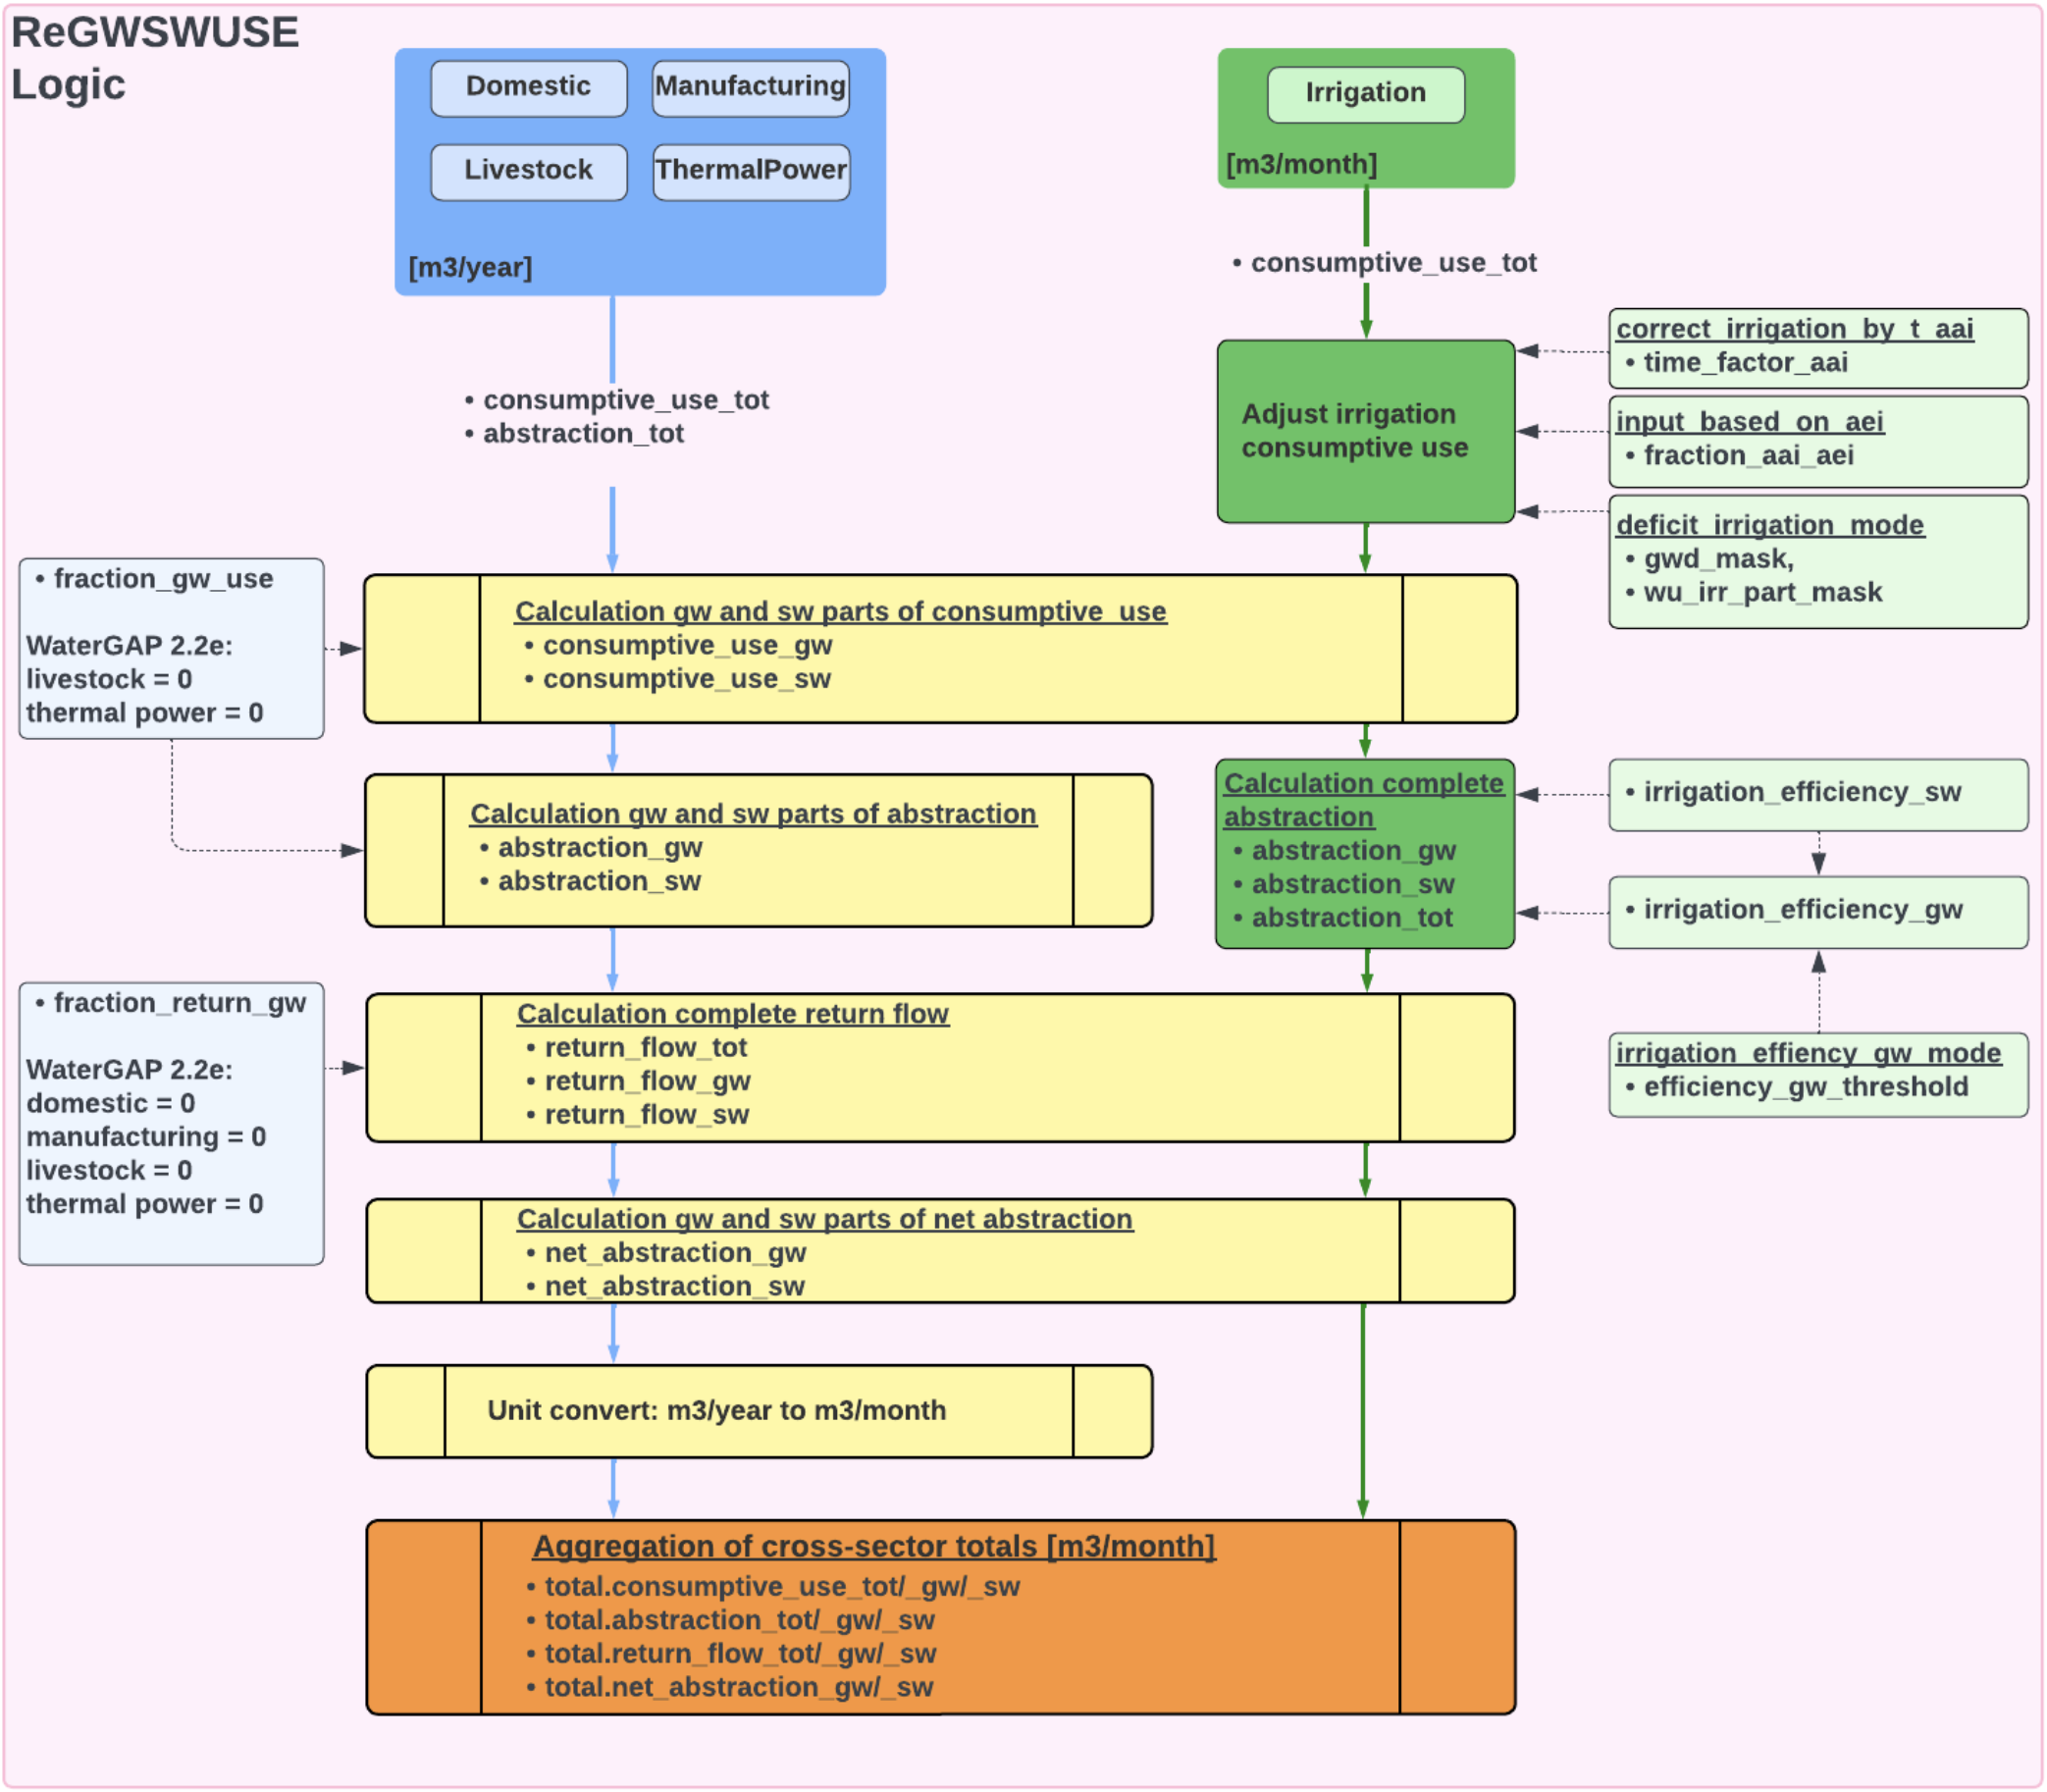 ReGWSWUSE
Logic
Domestic
Manufacturing
Livestock
ThermalPower
[m3/year]
Irrigation
[m3/month]
• consumptive_use_tot
• consumptive_use_tot
• abstraction_tot
Adjust irrigation
consumptive use
correct_irrigation_by_t_aai
• time_factor_aai
input_based_on_aei
• fraction_aai_aei
deficit_irrigation_mode
• gwd_mask,
• wu_irr_part_mask
• fraction_gw_use
WaterGAP 2.2e:
livestock = 0
thermal power = 0
Calculation gw and sw parts of consumptive_use
• consumptive_use_gw
• consumptive_use_sw
Calculation gw and sw parts of abstraction
• abstraction_gw
• abstraction_sw
Calculation complete
abstraction
• abstraction_gw
• abstraction_sw
• abstraction_tot
• irrigation_efficiency_sw
• irrigation_efficiency_gw
irrigation_effiency_gw_mode
• efficiency_gw_threshold
• fraction_return_gw
WaterGAP 2.2e:
domestic = 0
manufacturing = 0
livestock = 0
thermal power = 0
Calculation complete return flow
• return_flow_tot
• return_flow_gw
• return_flow_sw
Calculation gw and sw parts of net abstraction
• net_abstraction_gw
• net_abstraction_sw
Unit convert: m3/year to m3/month
Aggregation of cross-sector totals [m3/month]
• total.consumptive_use_tot/_gw/_sw
• total.abstraction_tot/_gw/_sw
• total.return_flow_tot/_gw/_sw
• total.net_abstraction_gw/_sw